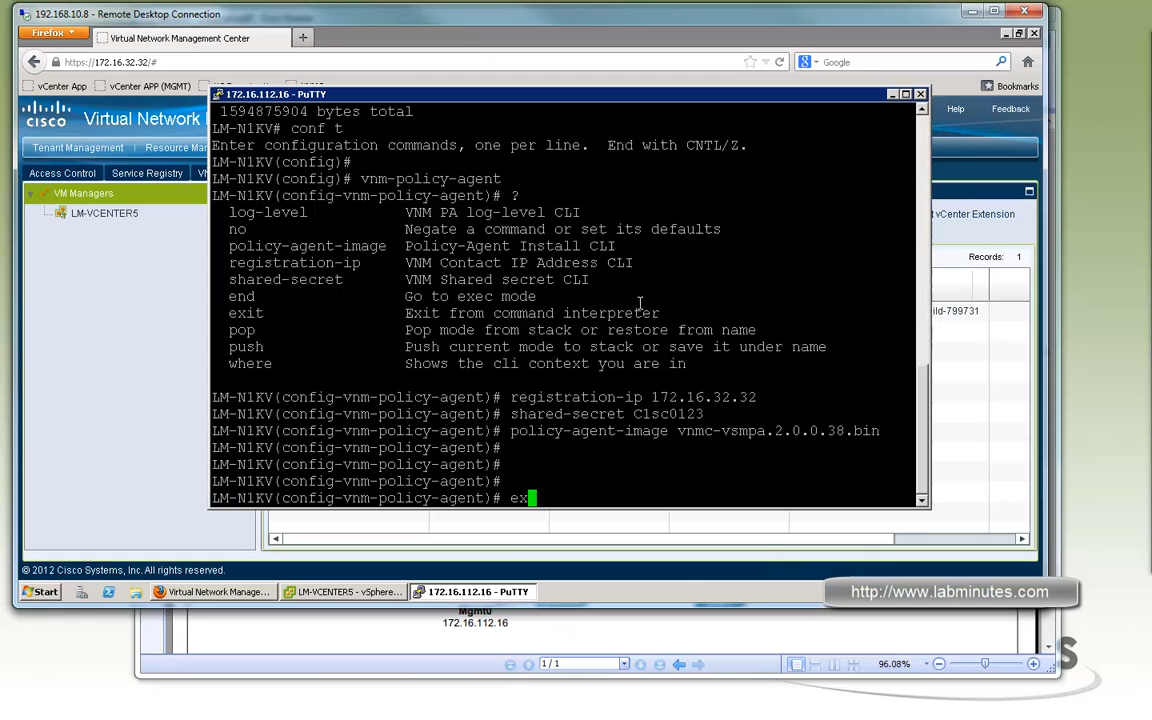 192.168.10.8 - Remote Desktop Connection
Firefox
Virtual Network Management Center
https://172.16.32.32/#
Google
vCenter App
vCenter APP (MGMT)
Bookmarks
172.16.112.16 - PuTTY
CISCO
Virtual Network
Help
Feedback
Tenant Management
Resource Ma
Access Control
Service Registry
VM Managers
LM-VCENTER5
vCenter Extension
Records: 1
ild-799731
1594875904 bytes total
LM-N1KV# conf t
Enter configuration commands, one per line. End with CNTL/Z.
LM-N1KV(config)#
LM-N1KV(config)# vnm-policy-agent
LM-N1KV(config-vnm-policy-agent)# ?
log-level VNM PA log-level CLI
no Negate a command or set its defaults
policy-agent-image Policy-Agent Install CLI
registration-ip VNM Contact IP Address CLI
shared-secret VNM Shared secret CLI
end Go to exec mode
exit Exit from command interpreter
pop Pop mode from stack or restore from name
push Push current mode to stack or save it under name
where Shows the cli context you are in
LM-N1KV(config-vnm-policy-agent)# registration-ip 172.16.32.32
LM-N1KV(config-vnm-policy-agent)# shared-secret C1sc0123
LM-N1KV(config-vnm-policy-agent)# policy-agent-image vnmc-vsmpa.2.0.0.38.bin
LM-N1KV(config-vnm-policy-agent)#
LM-N1KV(config-vnm-policy-agent)#
LM-N1KV(config-vnm-policy-agent)#
LM-N1KV(config-vnm-policy-agent)# ex
© 2012 Cisco Systems, Inc. All rights reserved.
Start
Virtual Network Manage...
LM-VCENTER5 - vSphere...
172.16.112.16 - PuTTY
http://www.labminutes.com
Mgmt0
172.16.112.16
1 / 1
96.08%